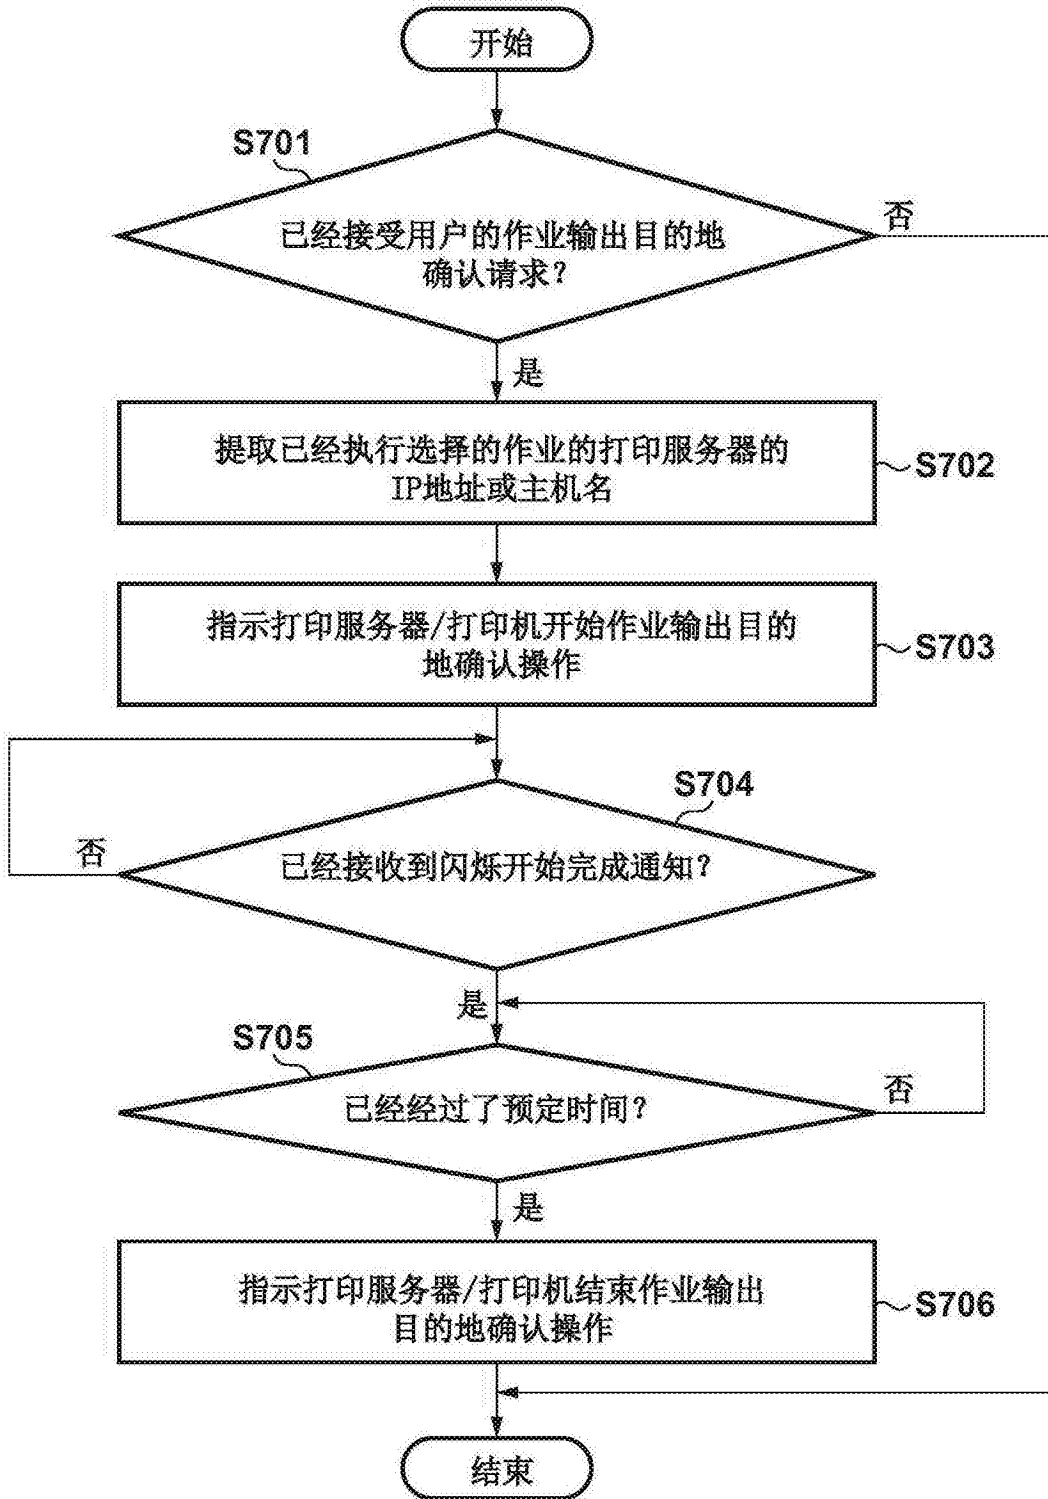 开始
S701
已经接受用户的作业输出目的地
确认请求?
否
是
提取已经执行选择的作业的打印服务器的
IP地址或主机名
S702
指示打印服务器/打印机开始作业输出目的
地确认操作
S703
S704
已经接收到闪烁开始完成通知?
否
是
S705
已经经过了预定时间?
否
是
指示打印服务器/打印机结束作业输出
目的地确认操作
S706
结束